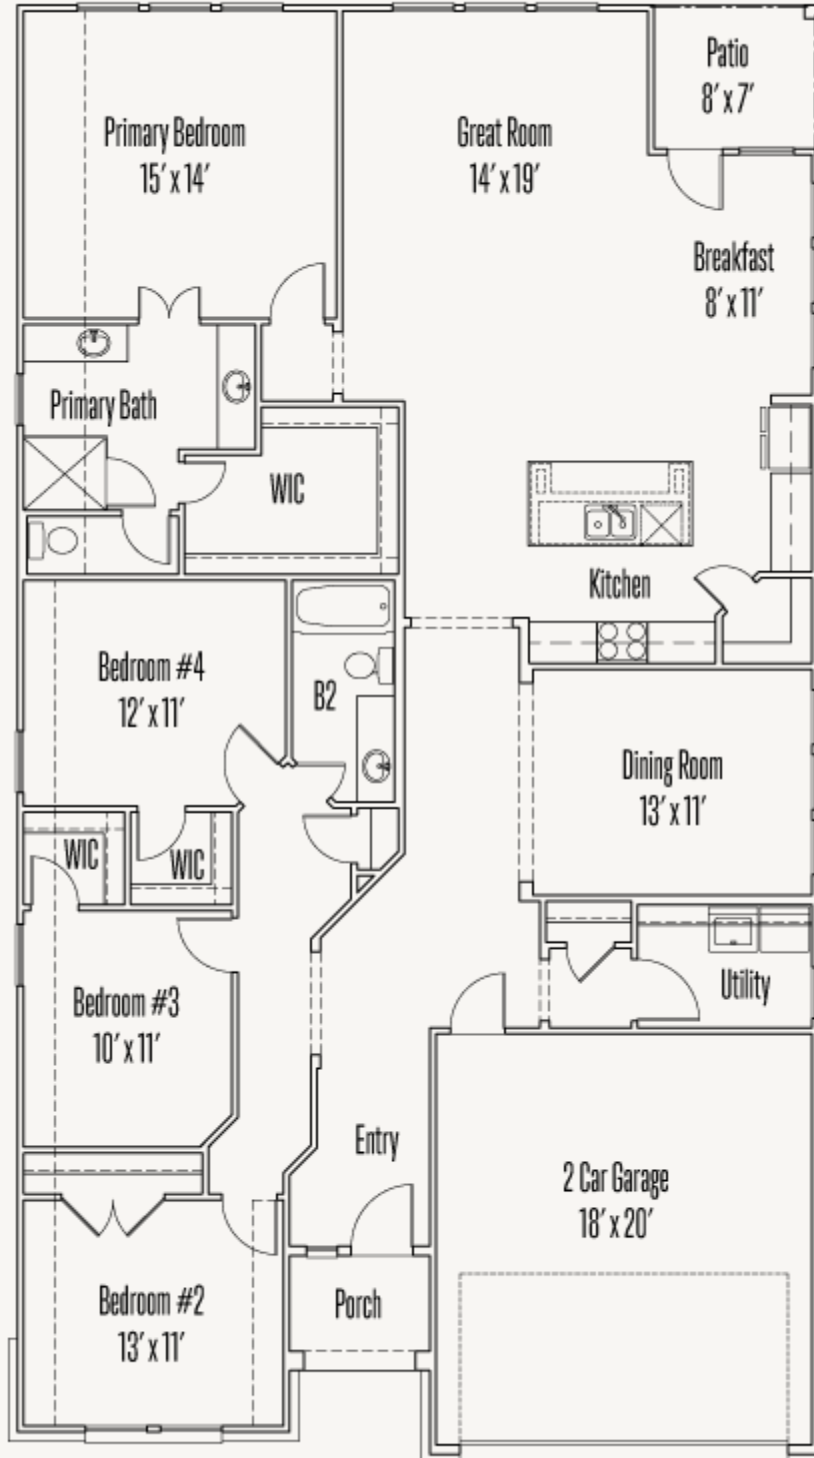 Patio
8' x 7'
Primary Bedroom
15' x 14'
Great Room
14' x 19'
Breakfast
8' x 11'
Primary Bath
WIC
Kitchen
Bedroom #4
12' x 11'
B2
Dining Room
13' x 11'
WIC
WIC
Utility
Bedroom #3
10' x 11'
Entry
2 Car Garage
18' x 20'
Bedroom #2
13' x 11'
Porch